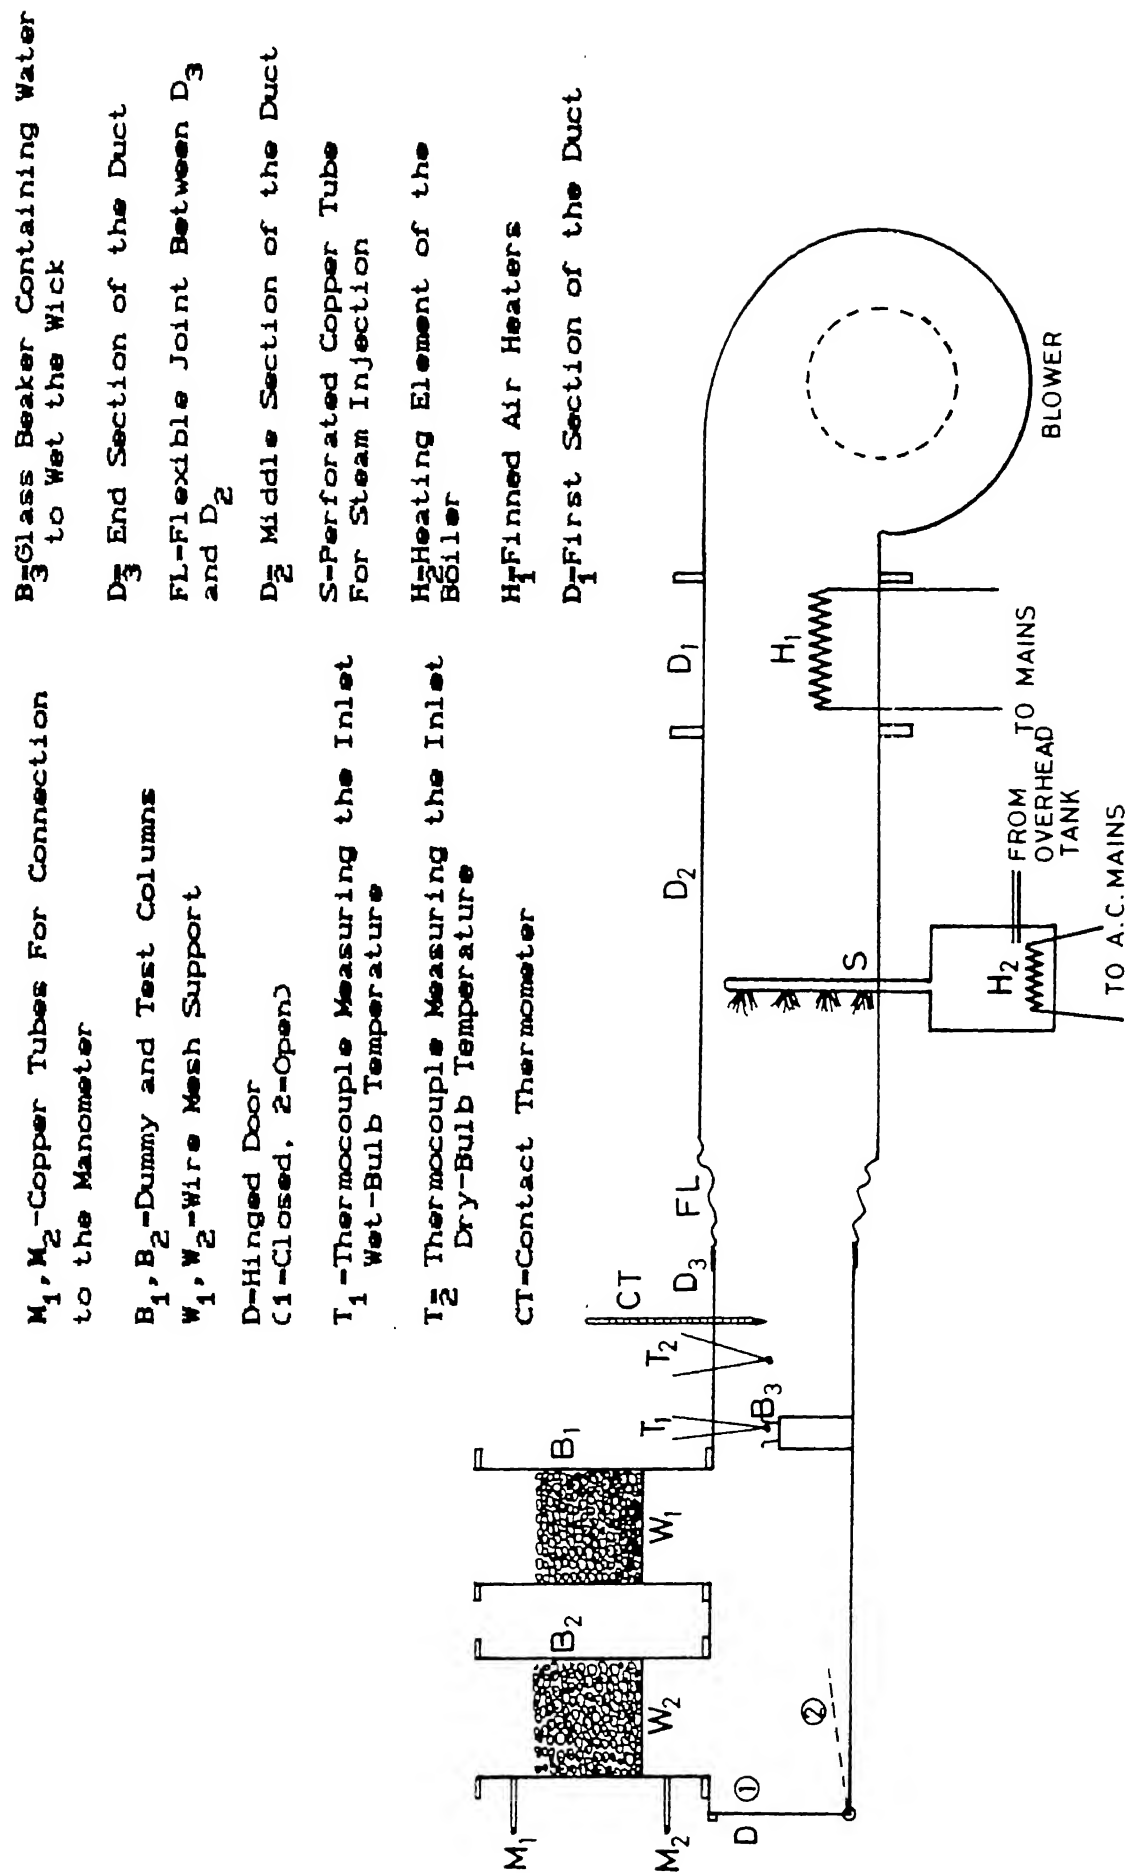 M1, M2-Copper Tubes For Connection
to the Manometer
B1, B2-Dummy and Test Columns
W1, W2-Wire Mesh Support
D-Hinged Door
(1-Closed, 2-Open)
T1-Thermocouple Measuring the Inlet
Wet-Bulb Temperature
T2= Thermocouple Measuring the Inlet
Dry-Bulb Temperature
CT-Contact Thermometer
B3=Glass Beaker Containing Water
to Wet the Wick
D3= End Section of the Duct
FL-Flexible Joint Between D3
and D2
D2= Middle Section of the Duct
S-Perforated Copper Tube
For Steam Injection
H2=Heating Element of the
Boiler
H1-Finned Air Heaters
D1-First Section of the Duct
M1
M2
D
1
2
W2
B2
W1
B1
T1
B3
T2
CT
D3
FL
S
D2
H2
FROM
OVERHEAD
TANK
TO A.C. MAINS
D1
H1
TO MAINS
BLOWER